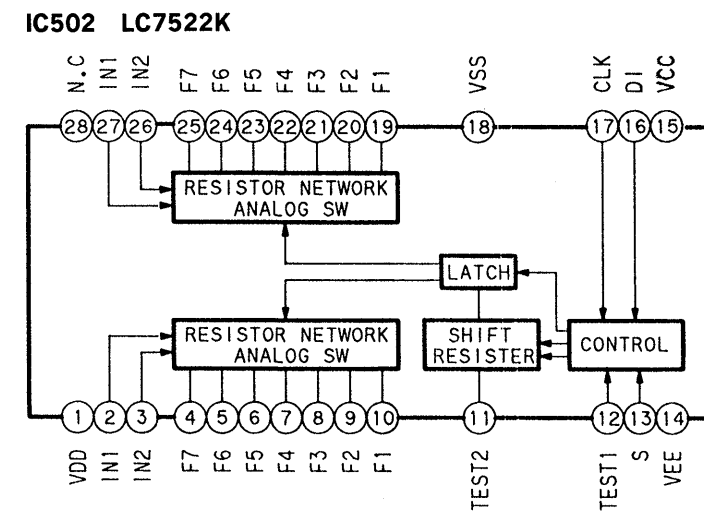 IC502 LC7522K
N.C IN1 IN2 F7 F6 F5 F4 F3 F2 F1 VSS CLK DI VCC
28 27 26 25 24 23 22 21 20 19 18 17 16 15
RESISTOR NETWORK
ANALOG SW
LATCH
RESISTOR NETWORK
ANALOG SW
SHIFT
RESISTER
CONTROL
1 2 3 4 5 6 7 8 9 10 11 12 13 14
VDD IN1 IN2 F7 F6 F5 F4 F3 F2 F1 TEST2 TEST1 S VEE